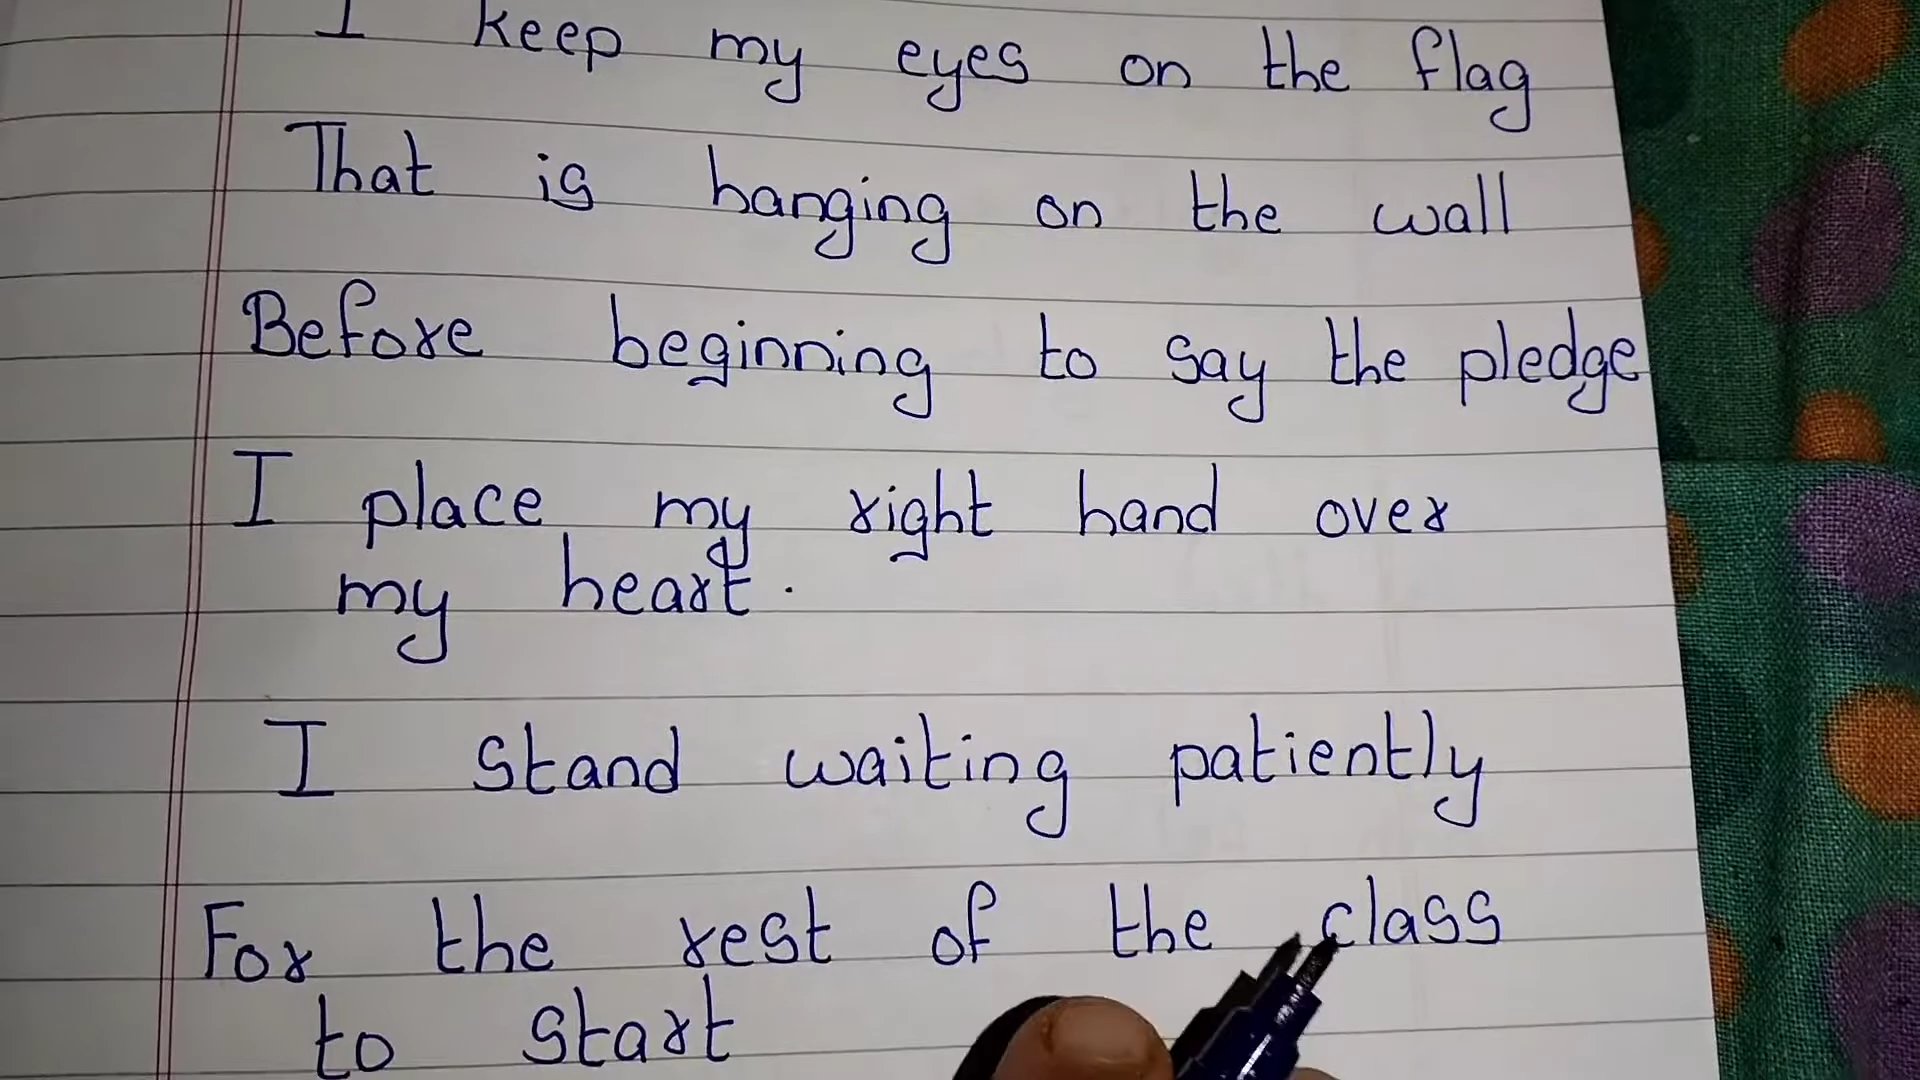 I keep my eyes on the flag
That is hanging on the wall
Before beginning to say the pledge
I place my right hand over
my heart.
I stand waiting patiently
For the rest of the class
to start